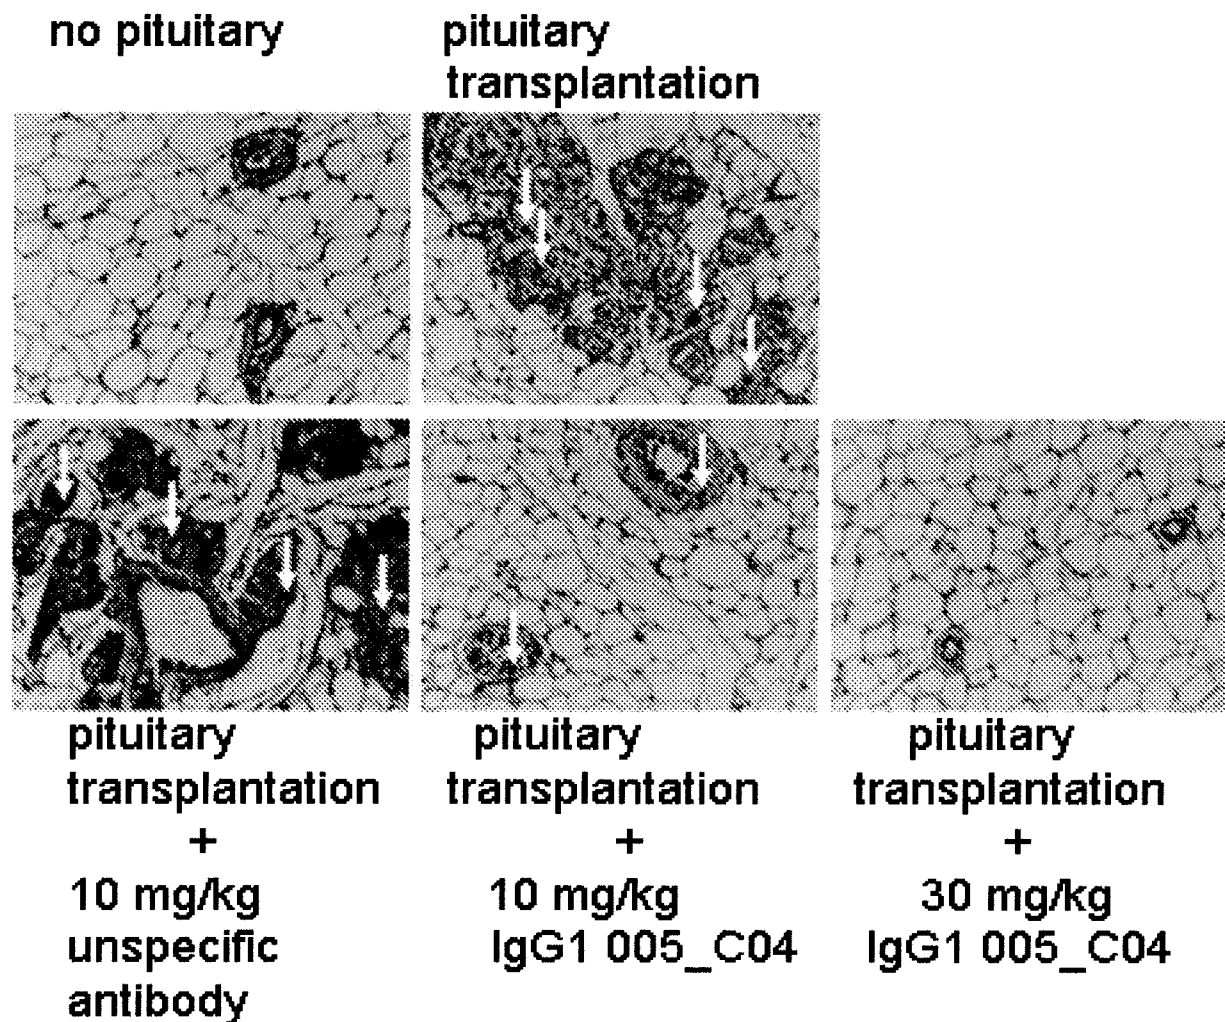 no pituitary
pituitary
transplantation
pituitary
transplantation
+
10 mg/kg
unspecific
antibody
pituitary
transplantation
+
10 mg/kg
IgG1 005_C04
pituitary
transplantation
+
30 mg/kg
IgG1 005_C04